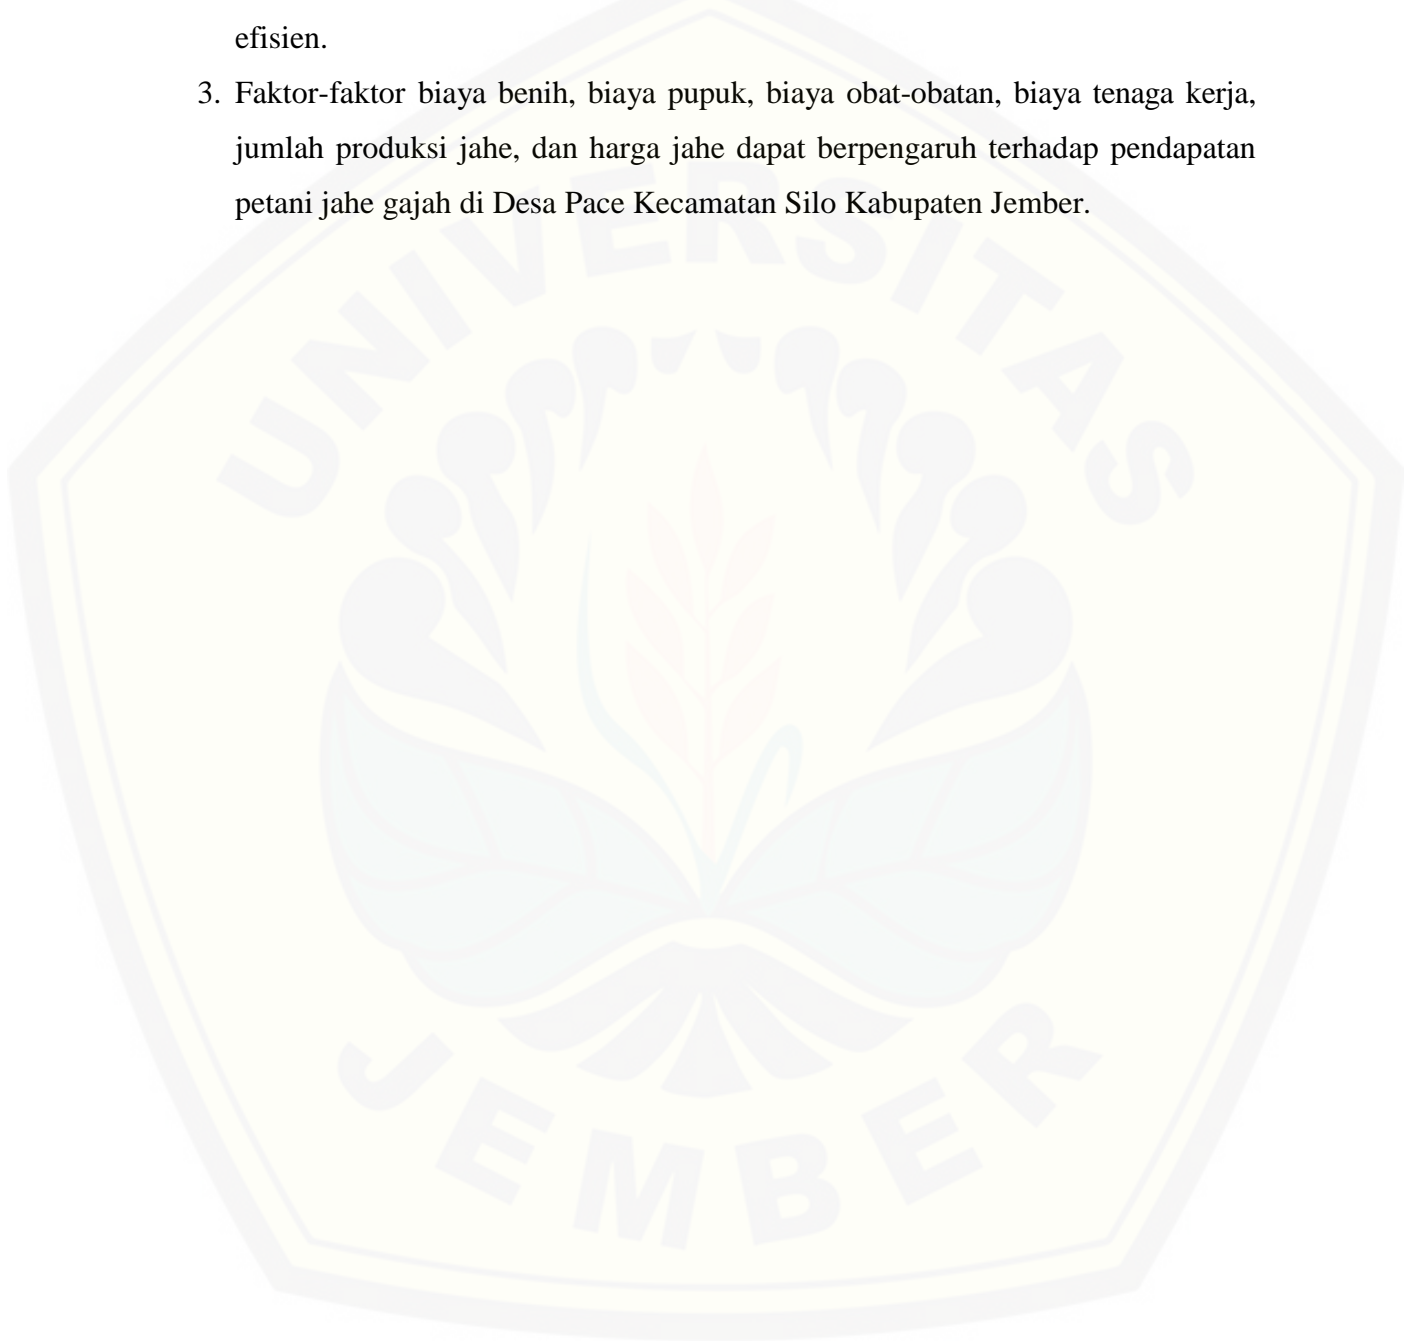 efisien.
3. Faktor-faktor biaya benih, biaya pupuk, biaya obat-obatan, biaya tenaga kerja,
jumlah produksi jahe, dan harga jahe dapat berpengaruh terhadap pendapatan
petani jahe gajah di Desa Pace Kecamatan Silo Kabupaten Jember.
UNIVERSITAS
JEMBER